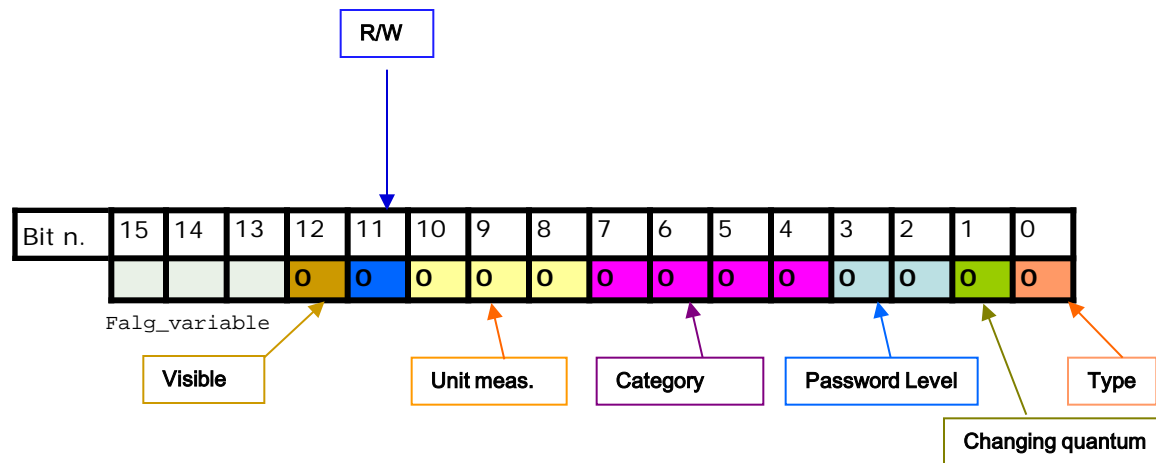 R/W
Bit n. 15 14 13 12 11 10 9 8 7 6 5 4 3 2 1 0
0 0 0 0 0 0 0 0 0 0 0 0 0
Falg_variable
Visible Unit meas. Category Password Level Type
Changing quantum